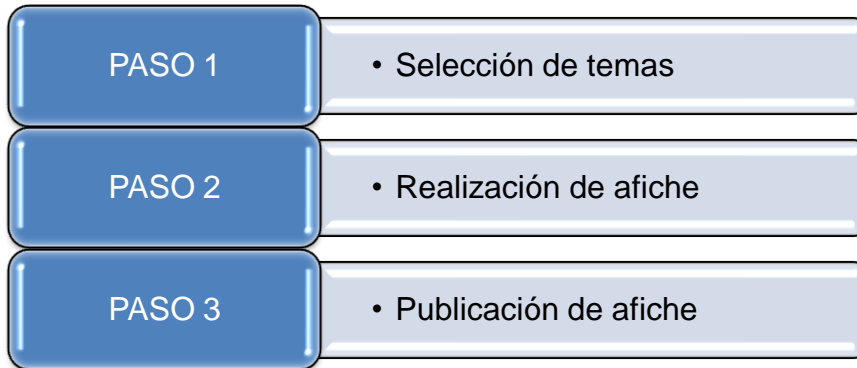 PASO 1
• Selección de temas
PASO 2
• Realización de afiche
PASO 3
• Publicación de afiche